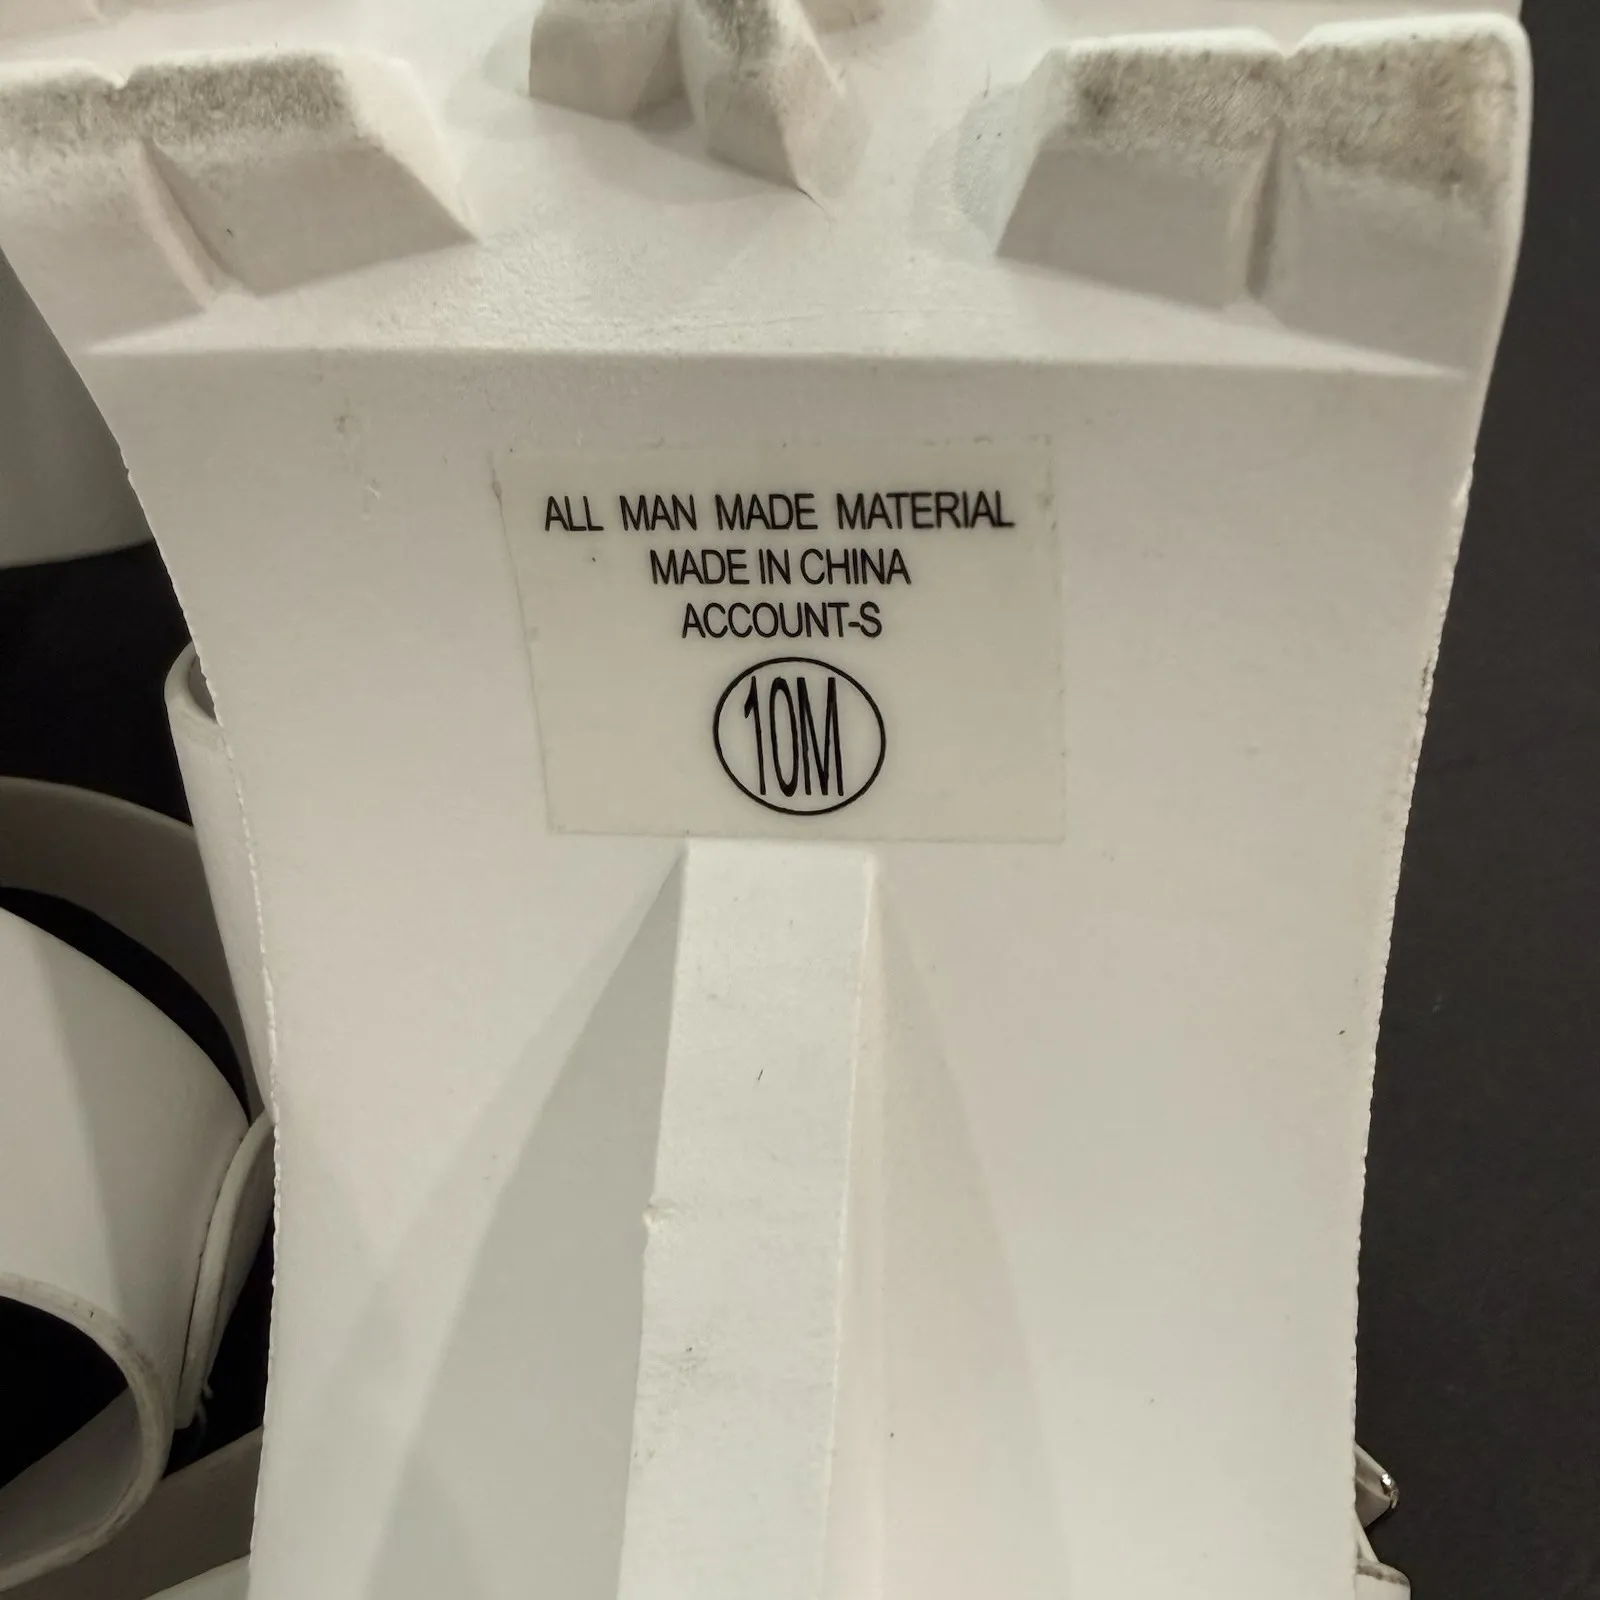 ALL MAN MADE MATERIAL
MADE IN CHINA
ACCOUNT-S
10M